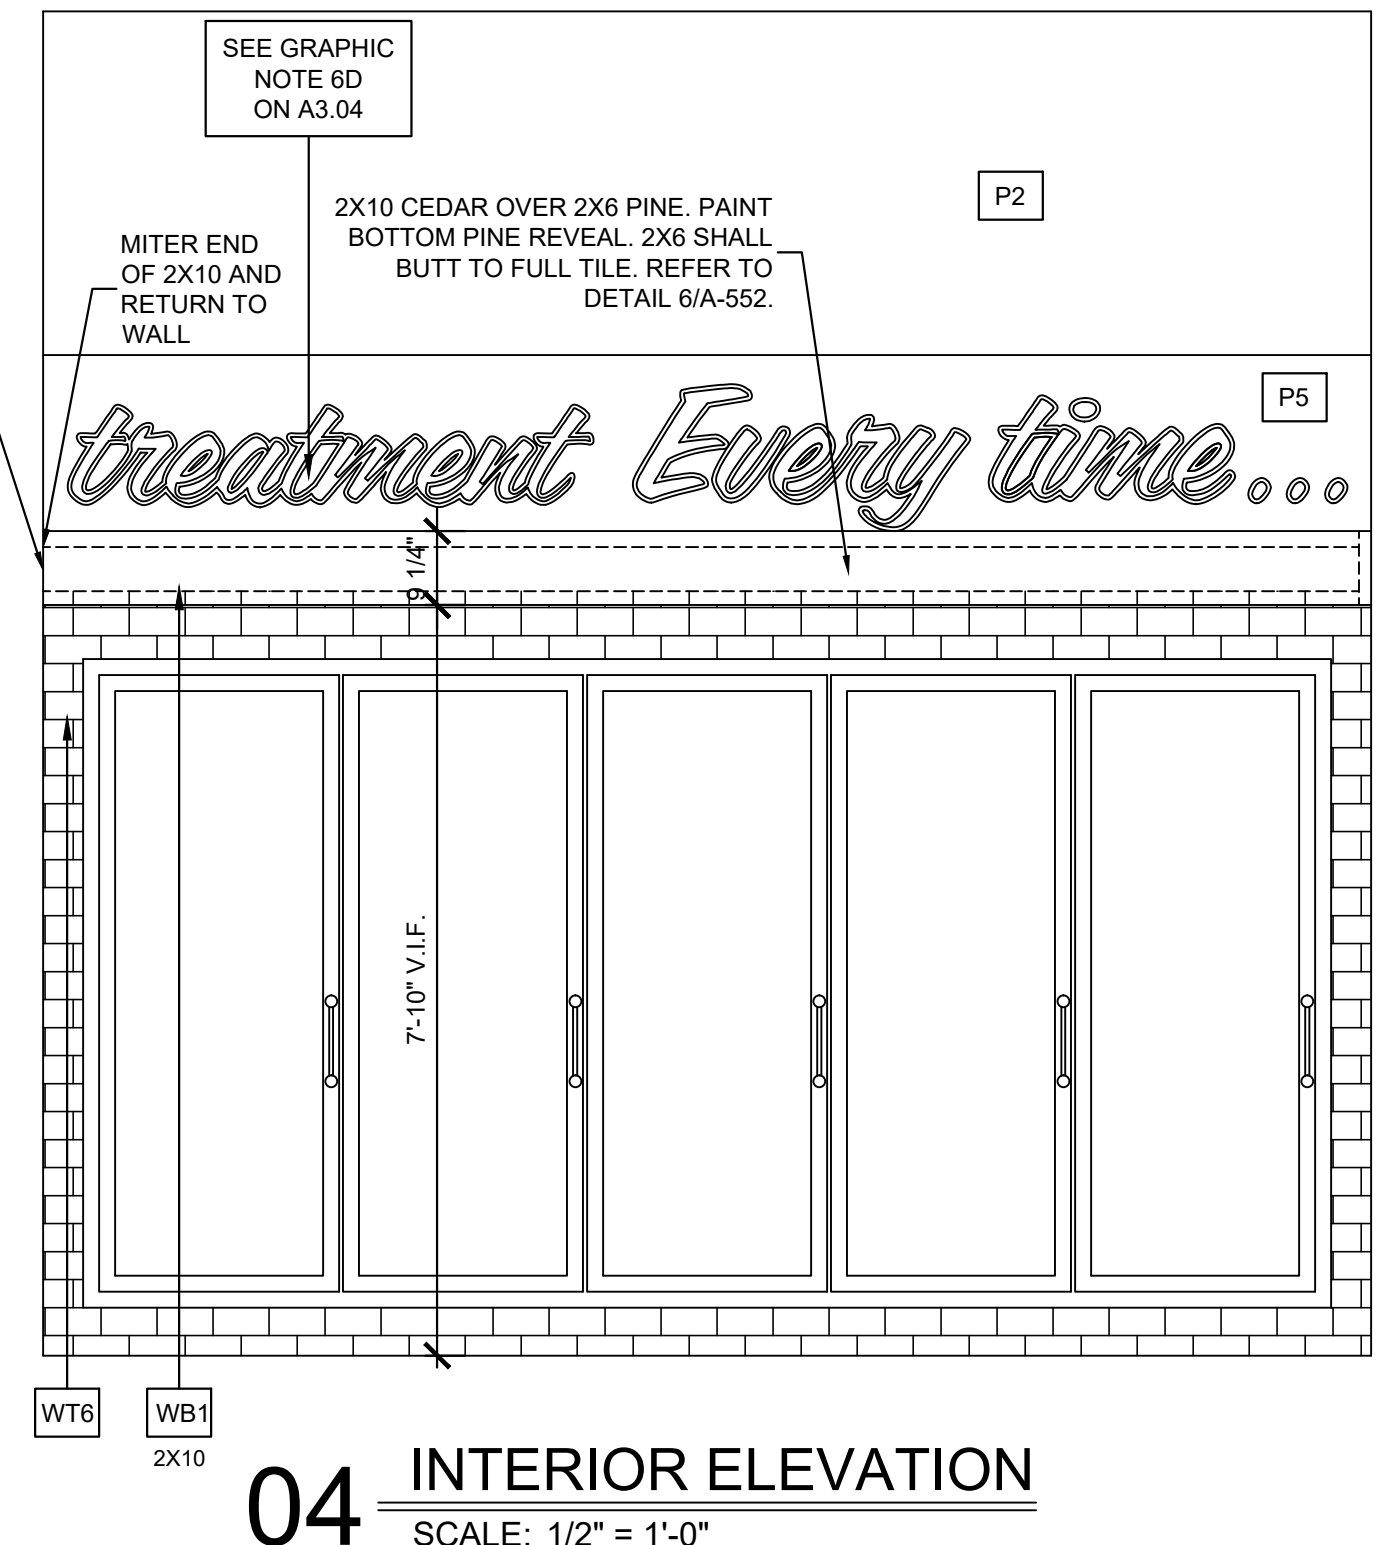 SEE GRAPHIC
NOTE 6D
ON A3.04
P2
2X10 CEDAR OVER 2X6 PINE. PAINT
BOTTOM PINE REVEAL. 2X6 SHALL
BUTT TO FULL TILE. REFER TO
DETAIL 6/A-552.
MITER END
OF 2X10 AND
RETURN TO
WALL
P5
treatment Every time...
9 1/4"
7'-10" V.I.F.
WT6
WB1
2X10
04
INTERIOR ELEVATION
SCALE: 1/2" = 1'-0"